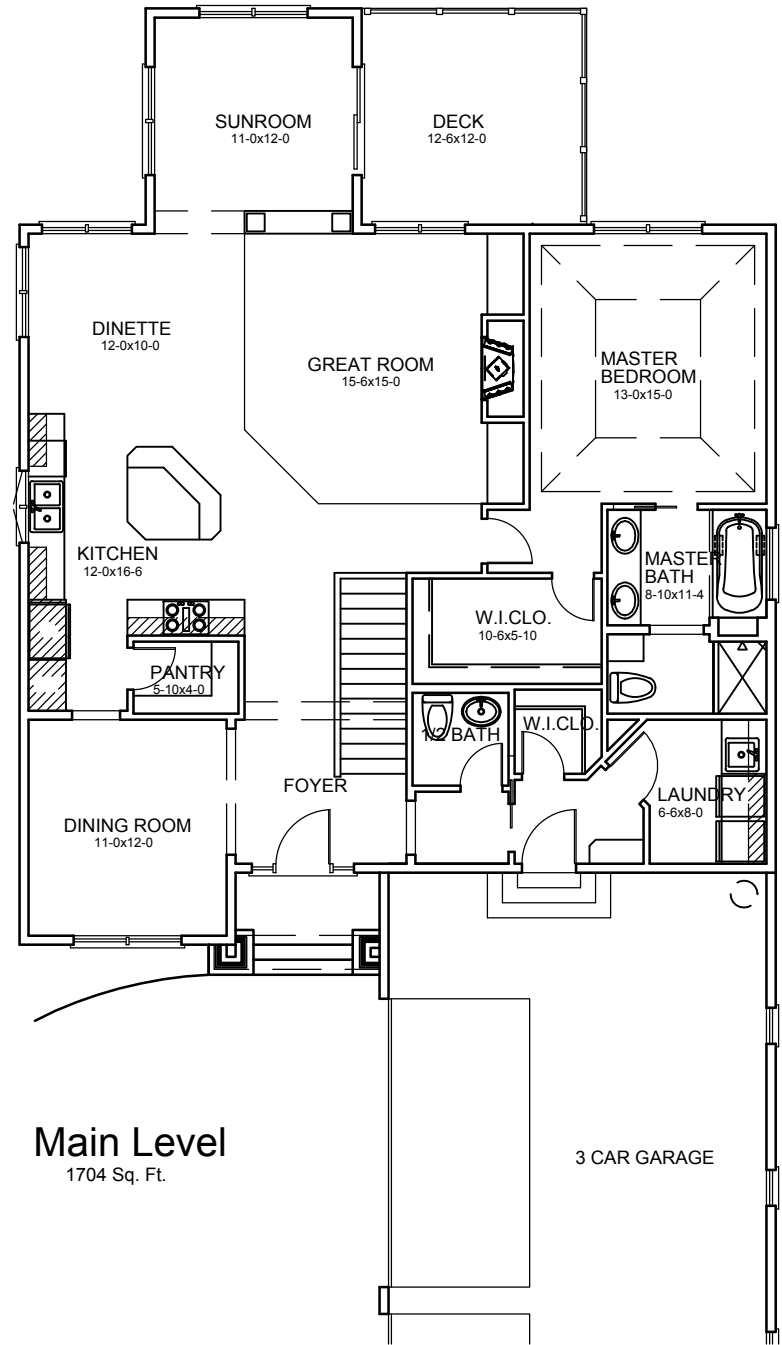 SUNROOM
11-0x12-0
DECK
12-6x12-0
DINETTE
12-0x10-0
GREAT ROOM
15-6x15-0
MASTER
BEDROOM
13-0x15-0
KITCHEN
12-0x16-6
MASTER
BATH
8-10x11-4
W.I.CLO.
10-6x5-10
PANTRY
5-10x4-0
1/2 BATH
W.I.CLO.
FOYER
LAUNDRY
6-6x8-0
DINING ROOM
11-0x12-0
Main Level
1704 Sq. Ft.
3 CAR GARAGE